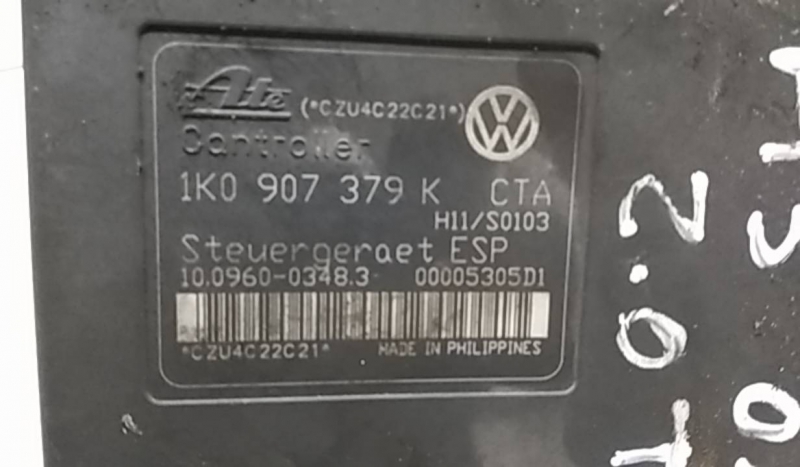 Ate (*CZU4C22C21*) VW
Controller
1K0 907 379 K CTA
H11/S0103
Steuergeraet ESP
10.0960-0348.3 00005305D1
*CZU4C22C21* MADE IN PHILIPPINES